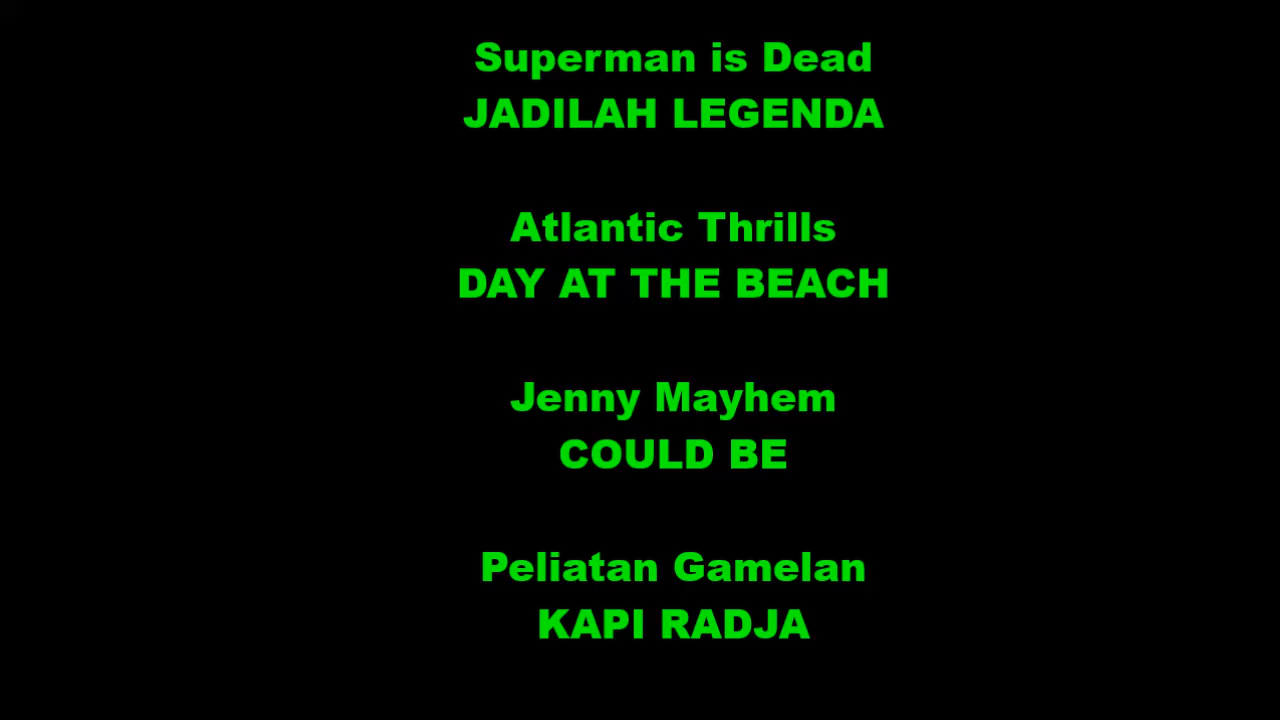 Superman is Dead
JADILAH LEGENDA
Atlantic Thrills
DAY AT THE BEACH
Jenny Mayhem
COULD BE
Peliatan Gamelan
KAPI RADJA